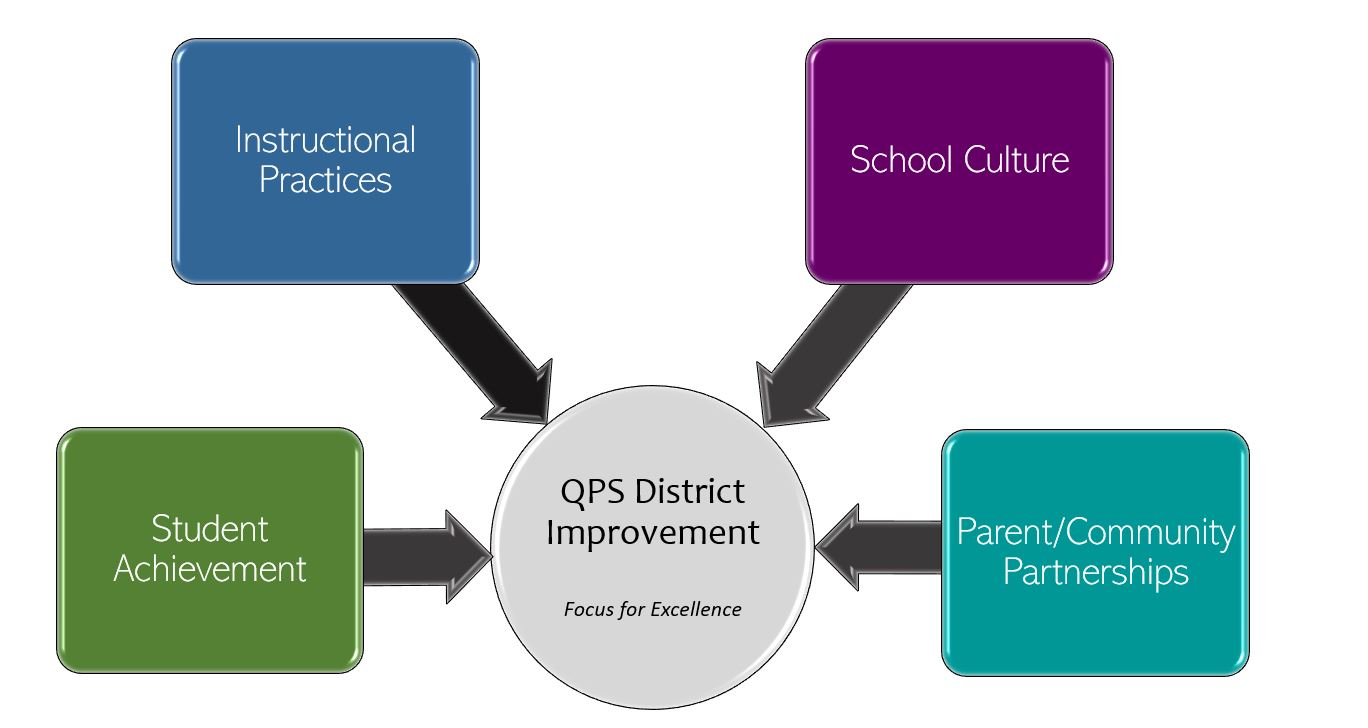 Instructional
Practices
School Culture
Student
Achievement
QPS District
Improvement
Focus for Excellence
Parent/Community
Partnerships